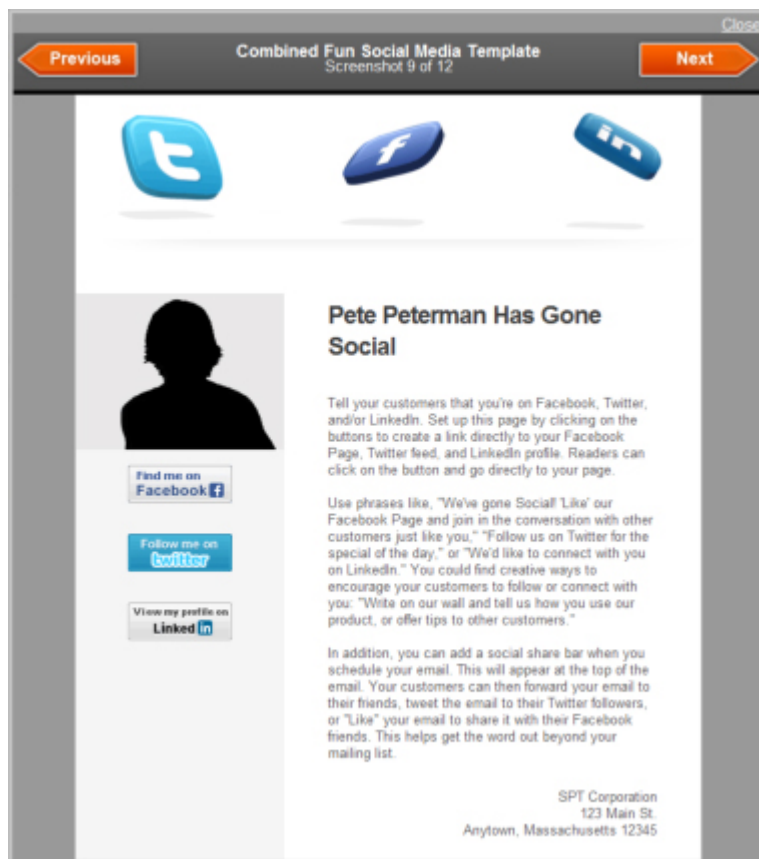 Close
Previous
Combined Fun Social Media Template
Screenshot 9 of 12
Next
t
f
in
Pete Peterman Has Gone
Social
Tell your customers that you're on Facebook, Twitter,
and/or LinkedIn. Set up this page by clicking on the
buttons to create a link directly to your Facebook
Page, Twitter feed, and LinkedIn profile. Readers can
click on the button and go directly to your page.
Find me on
Facebook f
Follow me on
twitter
View my profile on
Linked in
Use phrases like, "We've gone Social! 'Like' our
Facebook Page and join in the conversation with other
customers just like you," "Follow us on Twitter for the
special of the day," or "We'd like to connect with you
on LinkedIn." You could find creative ways to
encourage your customers to follow or connect with
you: "Write on our wall and tell us how you use our
product, or offer tips to other customers."
In addition, you can add a social share bar when you
schedule your email. This will appear at the top of the
email. Your customers can then forward your email to
their friends, tweet the email to their Twitter followers,
or "Like" your email to share it with their Facebook
friends. This helps get the word out beyond your
mailing list.
SPT Corporation
123 Main St.
Anytown, Massachusetts 12345